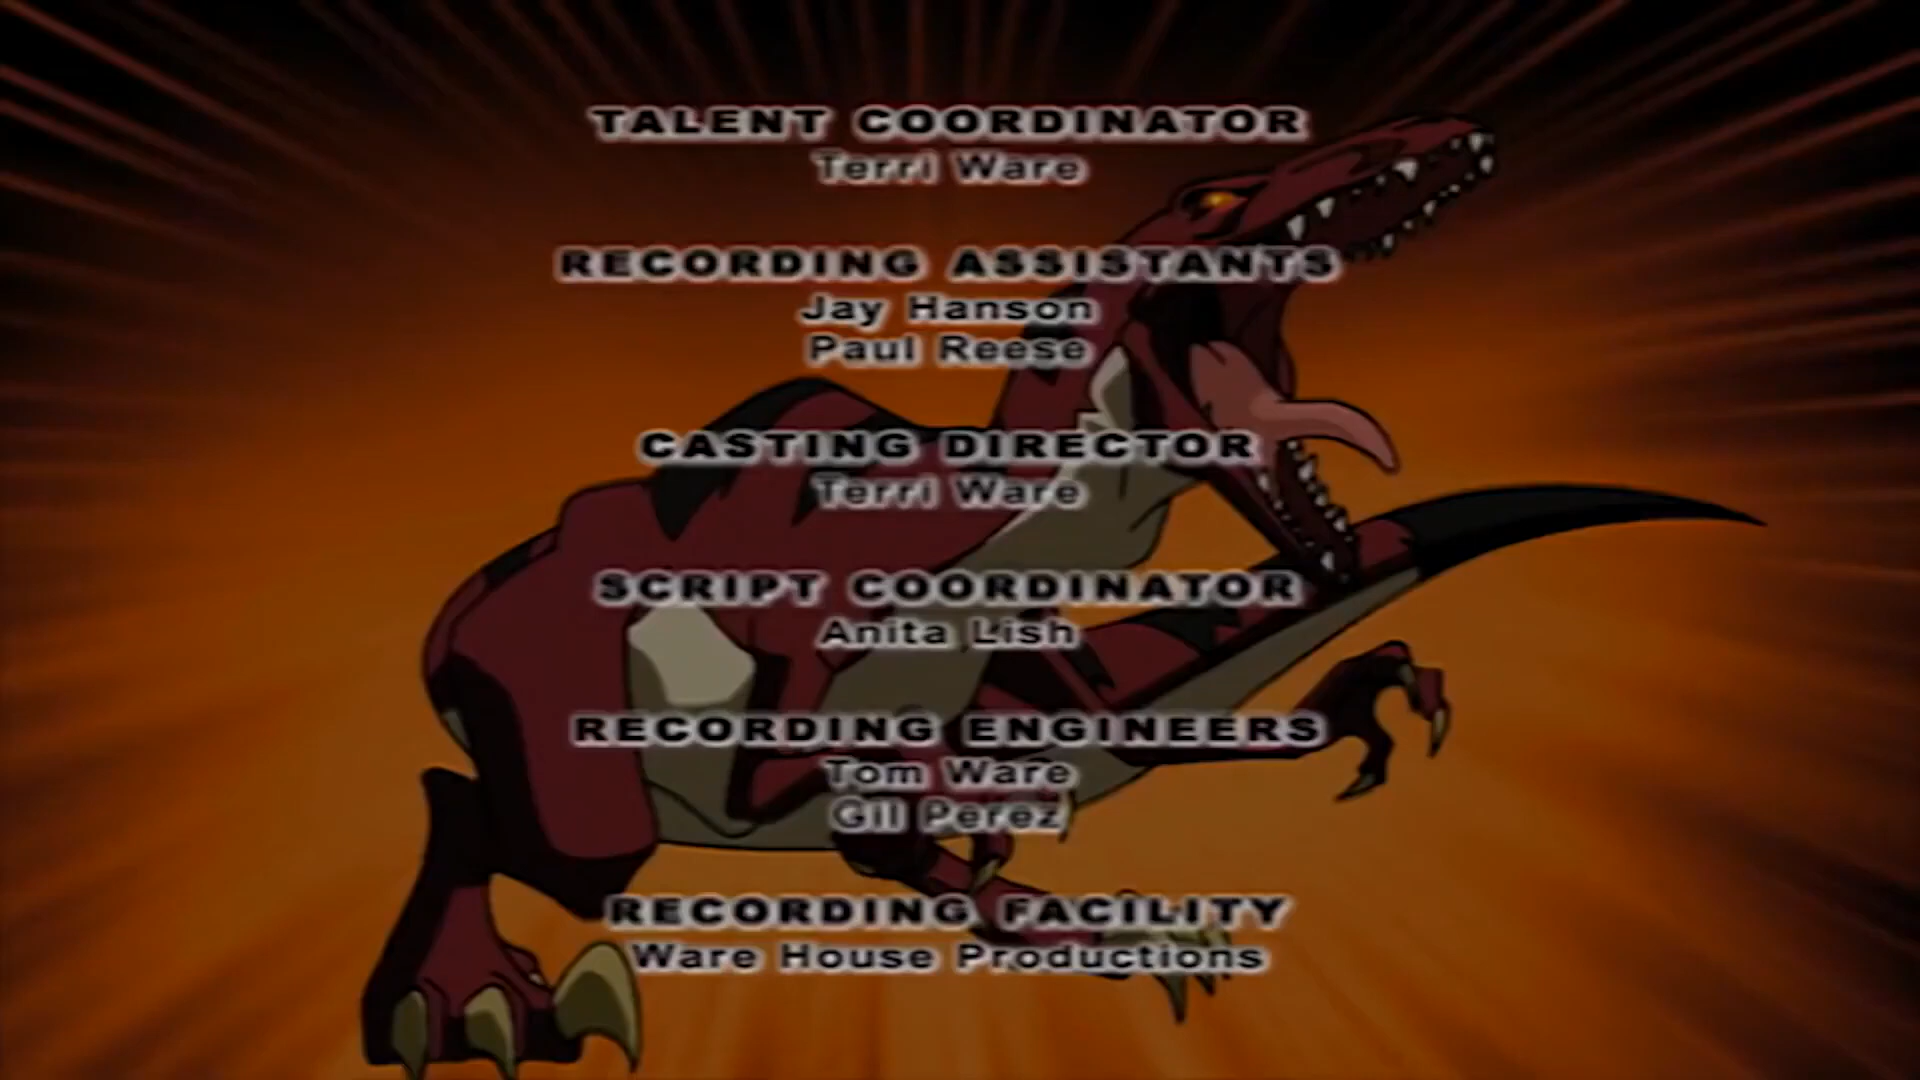 TALENT COORDINATOR
Terri Ware
RECORDING ASSISTANTS
Jay Hanson
Paul Reese
CASTING DIRECTOR
Terri Ware
SCRIPT COORDINATOR
Anita Lish
RECORDING ENGINEERS
Tom Ware
Gil Perez
RECORDING FACILITY
Ware House Productions